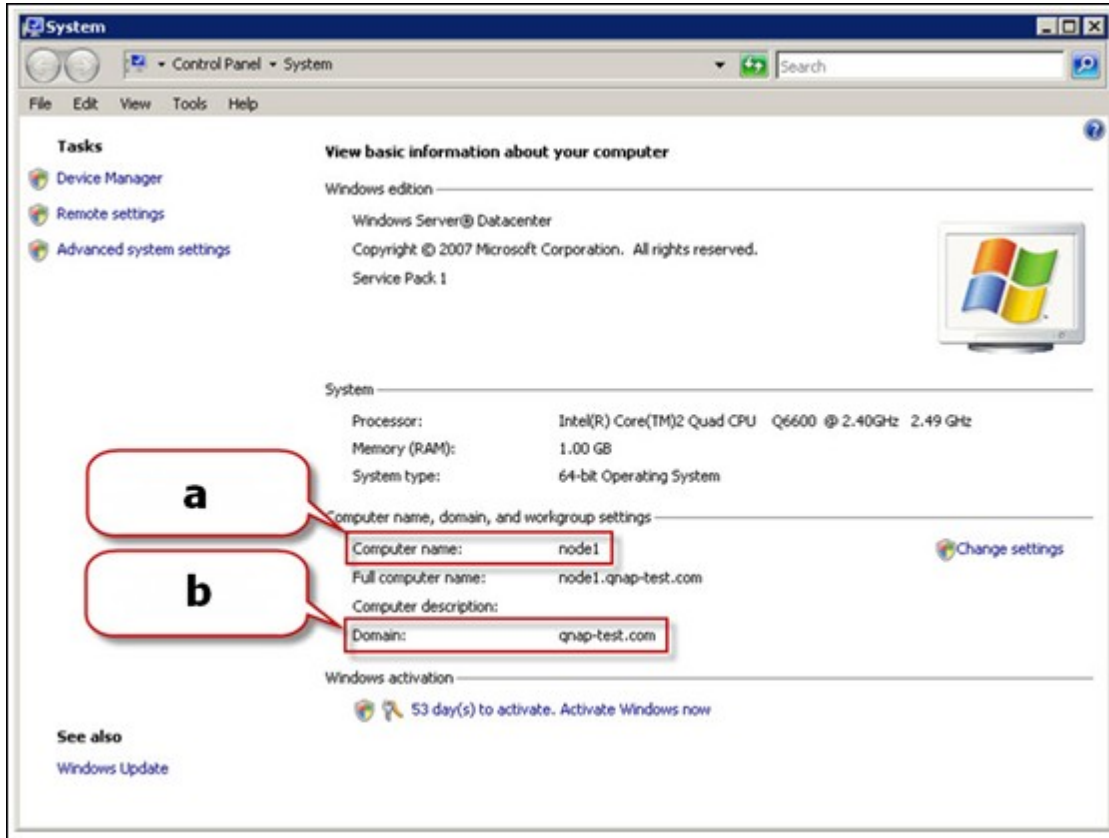 System
Control Panel System
Search
File Edit View Tools Help
Tasks
Device Manager
Remote settings
Advanced system settings
See also
Windows Update
View basic information about your computer
Windows edition
Windows Server® Datacenter
Copyright © 2007 Microsoft Corporation. All rights reserved.
Service Pack 1
System
Processor: Intel(R) Core(TM)2 Quad CPU Q6600 @ 2.40GHz 2.49 GHz
Memory (RAM): 1.00 GB
System type: 64-bit Operating System
Computer name, domain, and workgroup settings
a
Computer name: node1
Change settings
Full computer name: node1.qnap-test.com
Computer description:
b
Domain: qnap-test.com
Windows activation
53 day(s) to activate. Activate Windows now